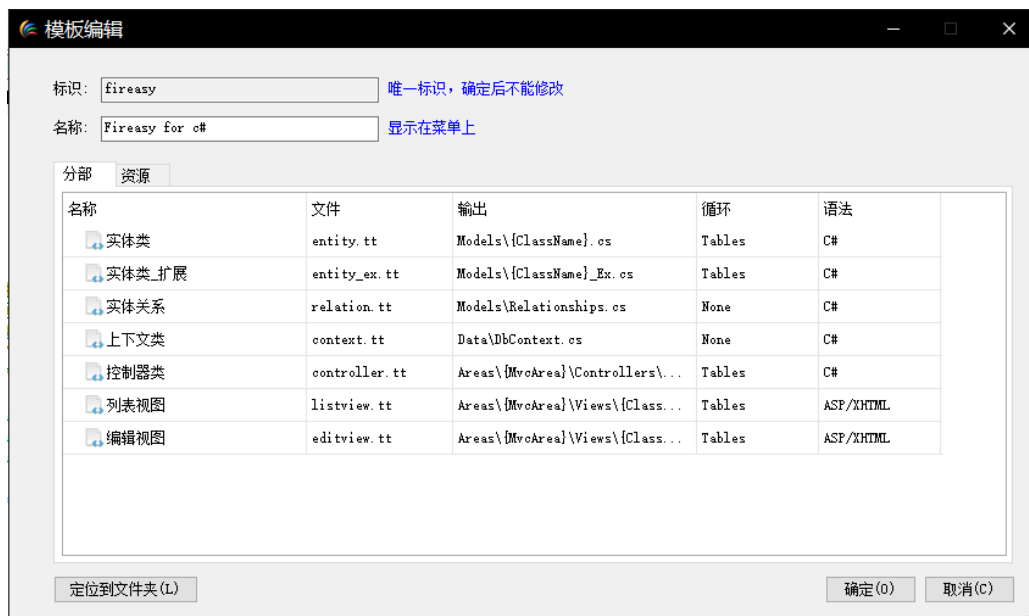 模板编辑
标识: fireasy 唯一标识，确定后不能修改
名称: Fireasy for c# 显示在菜单上
分部 资源
名称 文件 输出 循环 语法
实体类 entity.tt Models\{ClassName}.cs Tables C#
实体类_扩展 entity_ex.tt Models\{ClassName}_Ex.cs Tables C#
实体关系 relation.tt Models\Relationships.cs None C#
上下文类 context.tt Data\DbContext.cs None C#
控制器类 controller.tt Areas\{MvcArea}\Controllers\... Tables C#
列表视图 listview.tt Areas\{MvcArea}\Views\{Class... Tables ASP/XHTML
编辑视图 editview.tt Areas\{MvcArea}\Views\{Class... Tables ASP/XHTML
定位到文件夹(L) 确定(O) 取消(C)